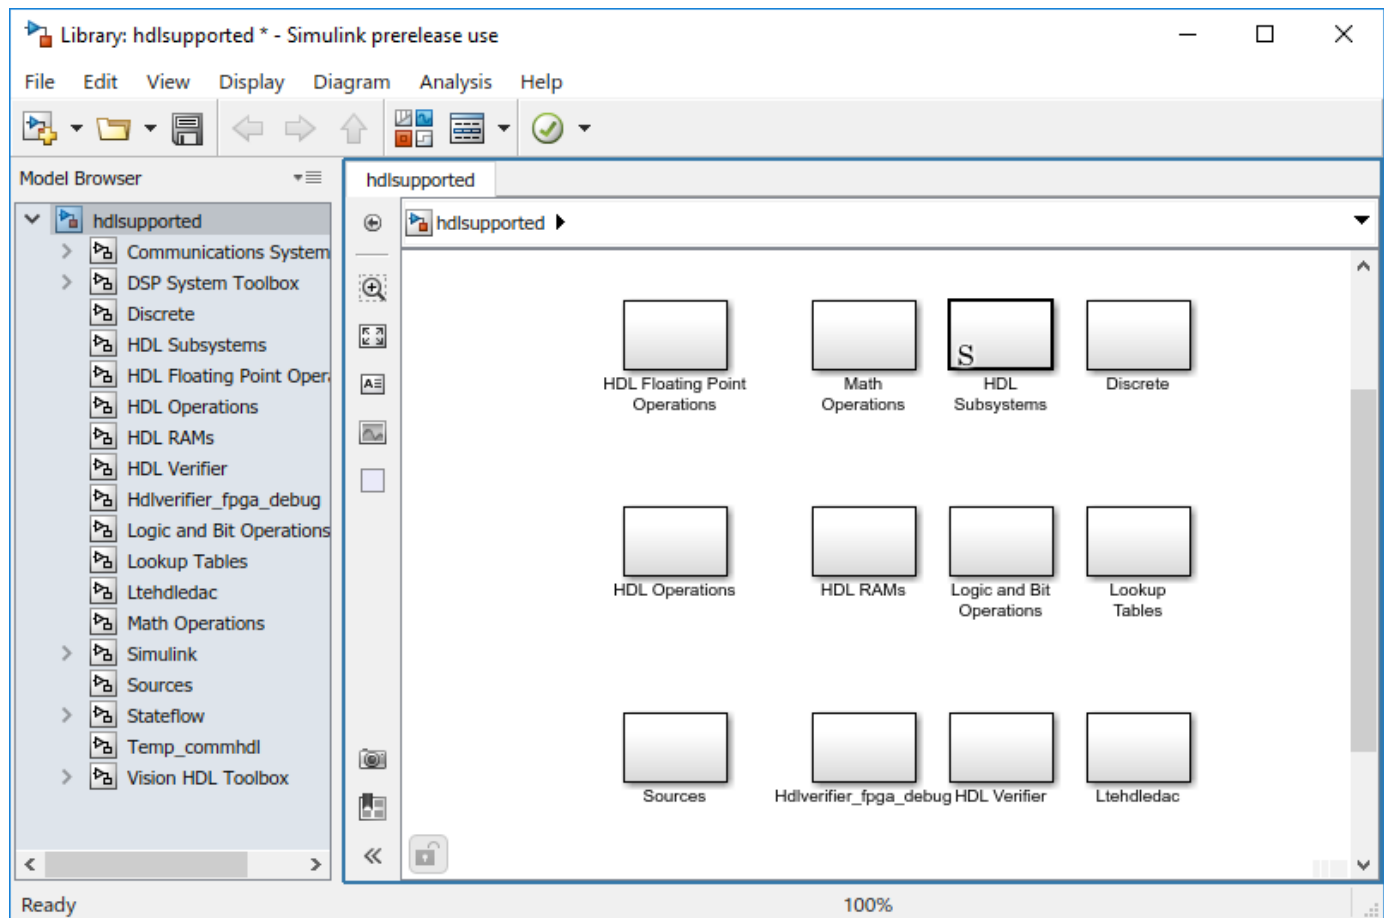 Library: hdlsupported * - Simulink prerelease use
File Edit View Display Diagram Analysis Help
Model Browser
hdlsupported
Communications System
DSP System Toolbox
Discrete
HDL Subsystems
HDL Floating Point Oper
HDL Operations
HDL RAMs
HDL Verifier
Hdlverifier_fpga_debug
Logic and Bit Operations
Lookup Tables
Ltehdledac
Math Operations
Simulink
Sources
Stateflow
Temp_commhdl
Vision HDL Toolbox
hdlsupported
hdlsupported
HDL Floating Point
Operations
Math
Operations
S
HDL
Subsystems
Discrete
HDL Operations
HDL RAMs
Logic and Bit
Operations
Lookup
Tables
Sources
Hdlverifier_fpga_debug
HDL Verifier
Ltehdledac
Ready 100%